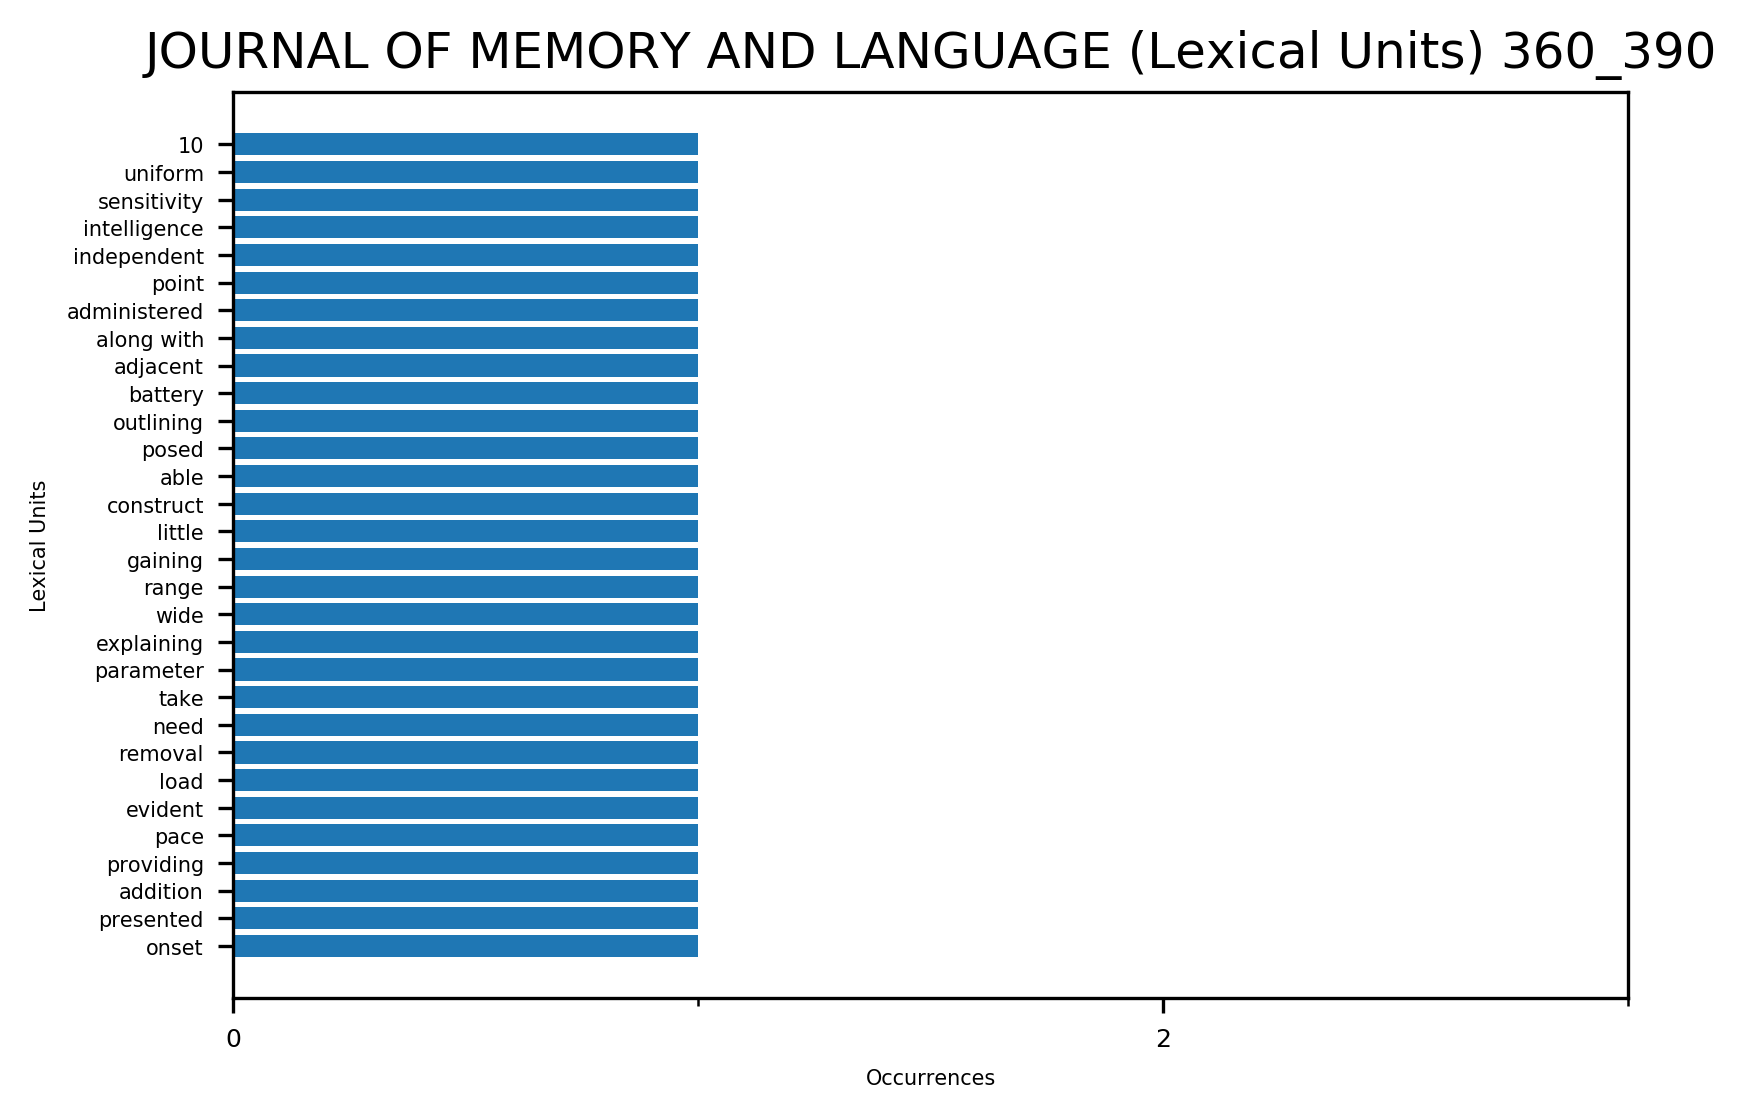 JOURNAL OF MEMORY AND LANGUAGE (Lexical Units) 360_390
10
uniform
sensitivity
intelligence
independent
point
administered
along with
adjacent
battery
outlining
posed
able
construct
little
gaining
range
wide
explaining
parameter
take
need
removal
load
evident
pace
providing
addition
presented
onset
Lexical Units
0
2
Occurrences